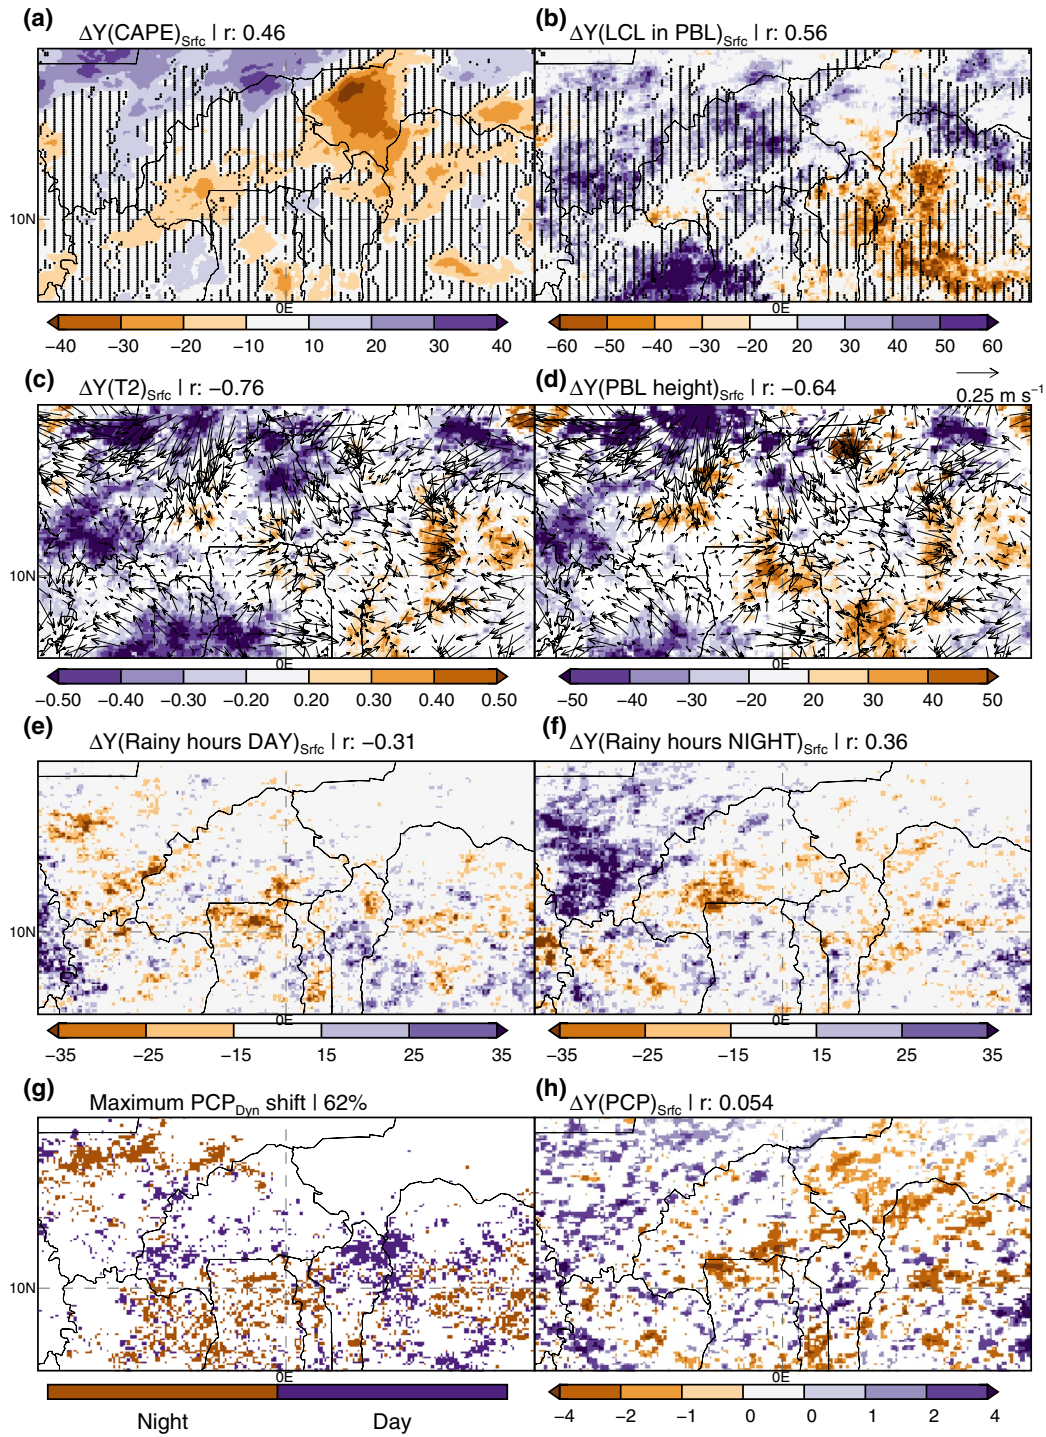 (a) ΔY(CAPE)Srfc | r: 0.46
(b) ΔY(LCL in PBL)Srfc | r: 0.56
10N
0E
0E
−40 −30 −20 −10 10 20 30 40
−60 −50 −40 −30 −20 20 30 40 50 60
(c) ΔY(T2)Srfc | r: −0.76
(d) ΔY(PBL height)Srfc | r: −0.64
0.25 m s−1
10N
0E
0E
−0.50 −0.40 −0.30 −0.20 0.20 0.30 0.40 0.50
−50 −40 −30 −20 20 30 40 50
(e) ΔY(Rainy hours DAY)Srfc | r: −0.31
(f) ΔY(Rainy hours NIGHT)Srfc | r: 0.36
10N
0E
0E
−35 −25 −15 15 25 35
−35 −25 −15 15 25 35
(g) Maximum PCPDyn shift | 62%
(h) ΔY(PCP)Srfc | r: 0.054
10N
0E
0E
Night Day
−4 −2 −1 0 0 1 2 4